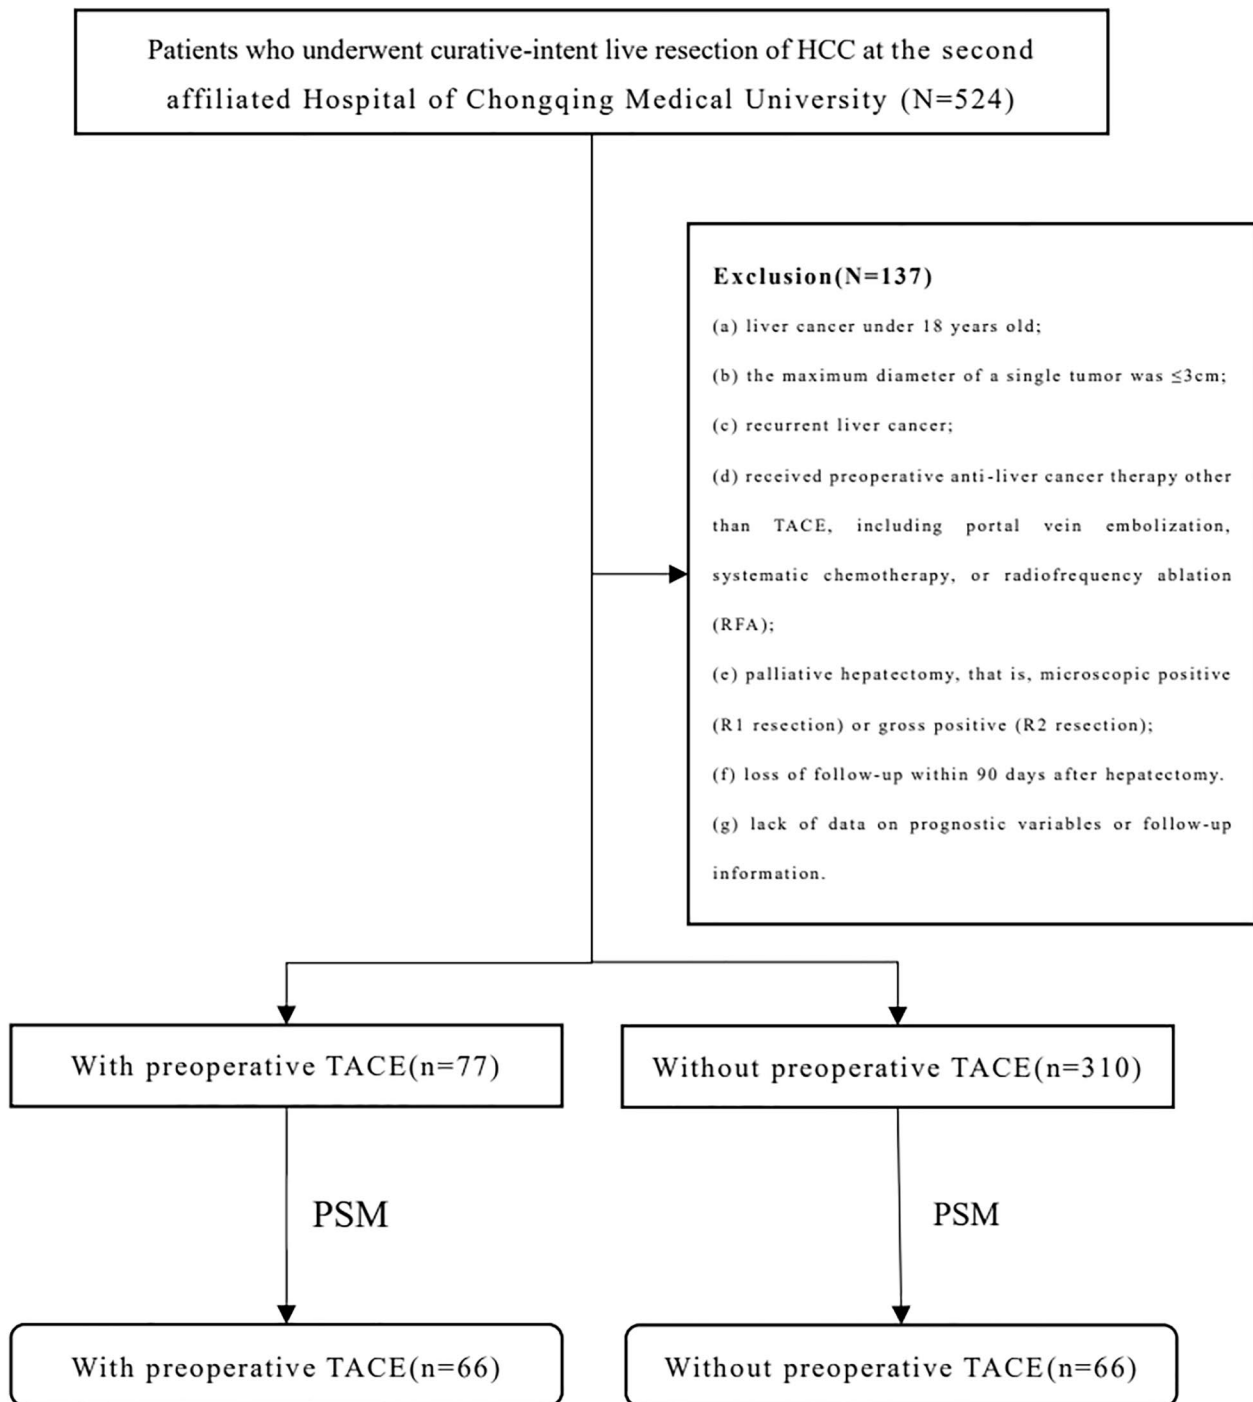 Patients who underwent curative-intent live resection of HCC at the second
affiliated Hospital of Chongqing Medical University (N=524)
Exclusion(N=137)
(a) liver cancer under 18 years old;
(b) the maximum diameter of a single tumor was ≤3cm;
(c) recurrent liver cancer;
(d) received preoperative anti-liver cancer therapy other
than TACE, including portal vein embolization,
systematic chemotherapy, or radiofrequency ablation
(RFA);
(e) palliative hepatectomy, that is, microscopic positive
(R1 resection) or gross positive (R2 resection);
(f) loss of follow-up within 90 days after hepatectomy.
(g) lack of data on prognostic variables or follow-up
information.
With preoperative TACE(n=77)
Without preoperative TACE(n=310)
PSM
PSM
With preoperative TACE(n=66)
Without preoperative TACE(n=66)